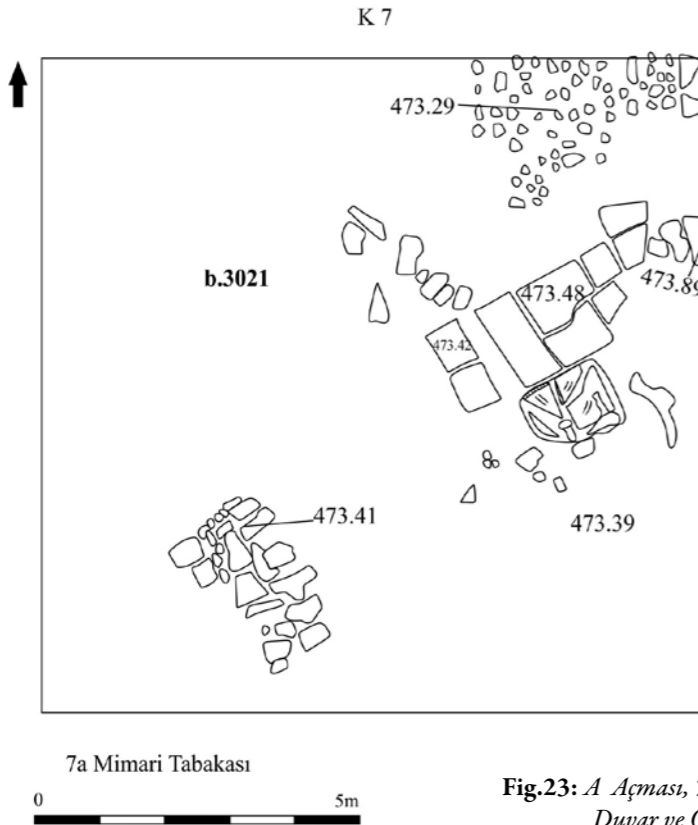 K 7
473.29
b.3021
473.48
473.89
473.42
473.41
473.39
7a Mimari Tabakası
0 5m
Fig.23: A Açması,
Duvar ve